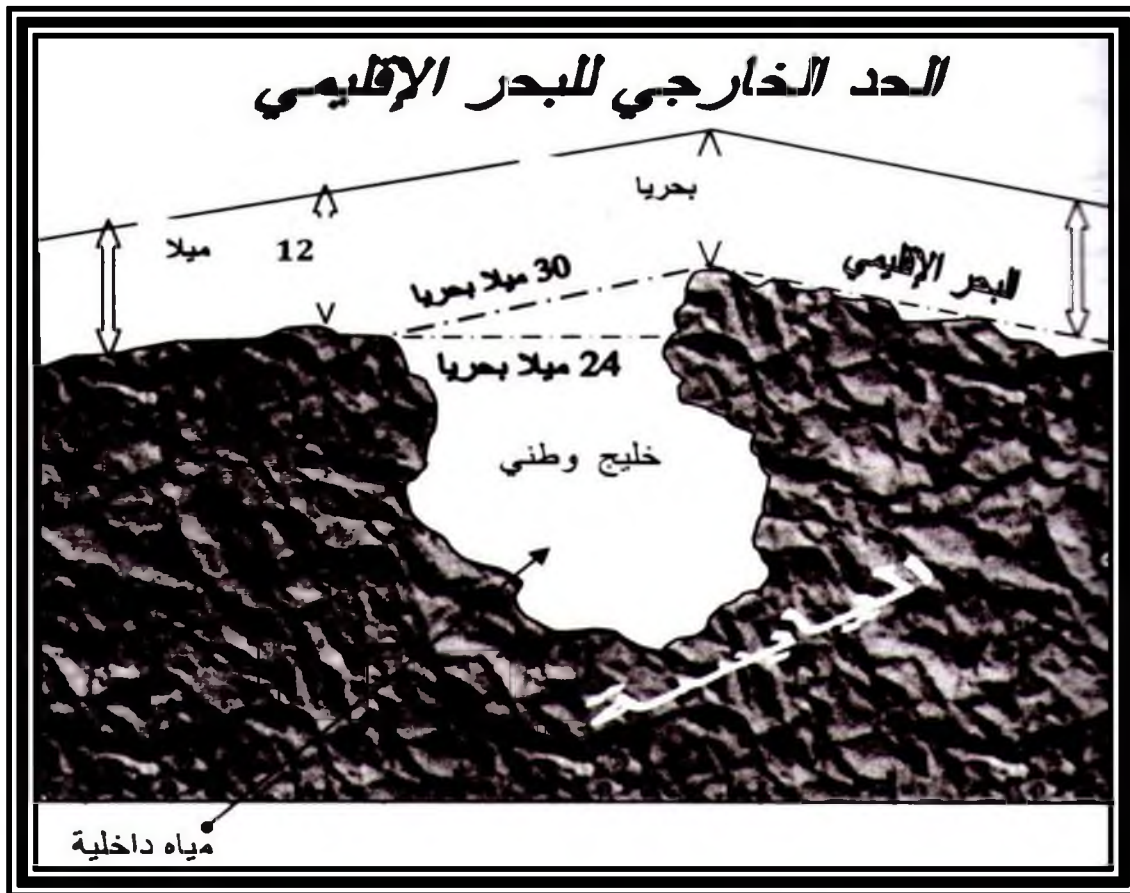 الحد الخارجي للبحر الإقليمي
بحريا
12 ميلا
30 ميلا بحريا
البحر الإقليمي
24 ميلا بحريا
خليج وطني
اليابسة
مياه داخلية